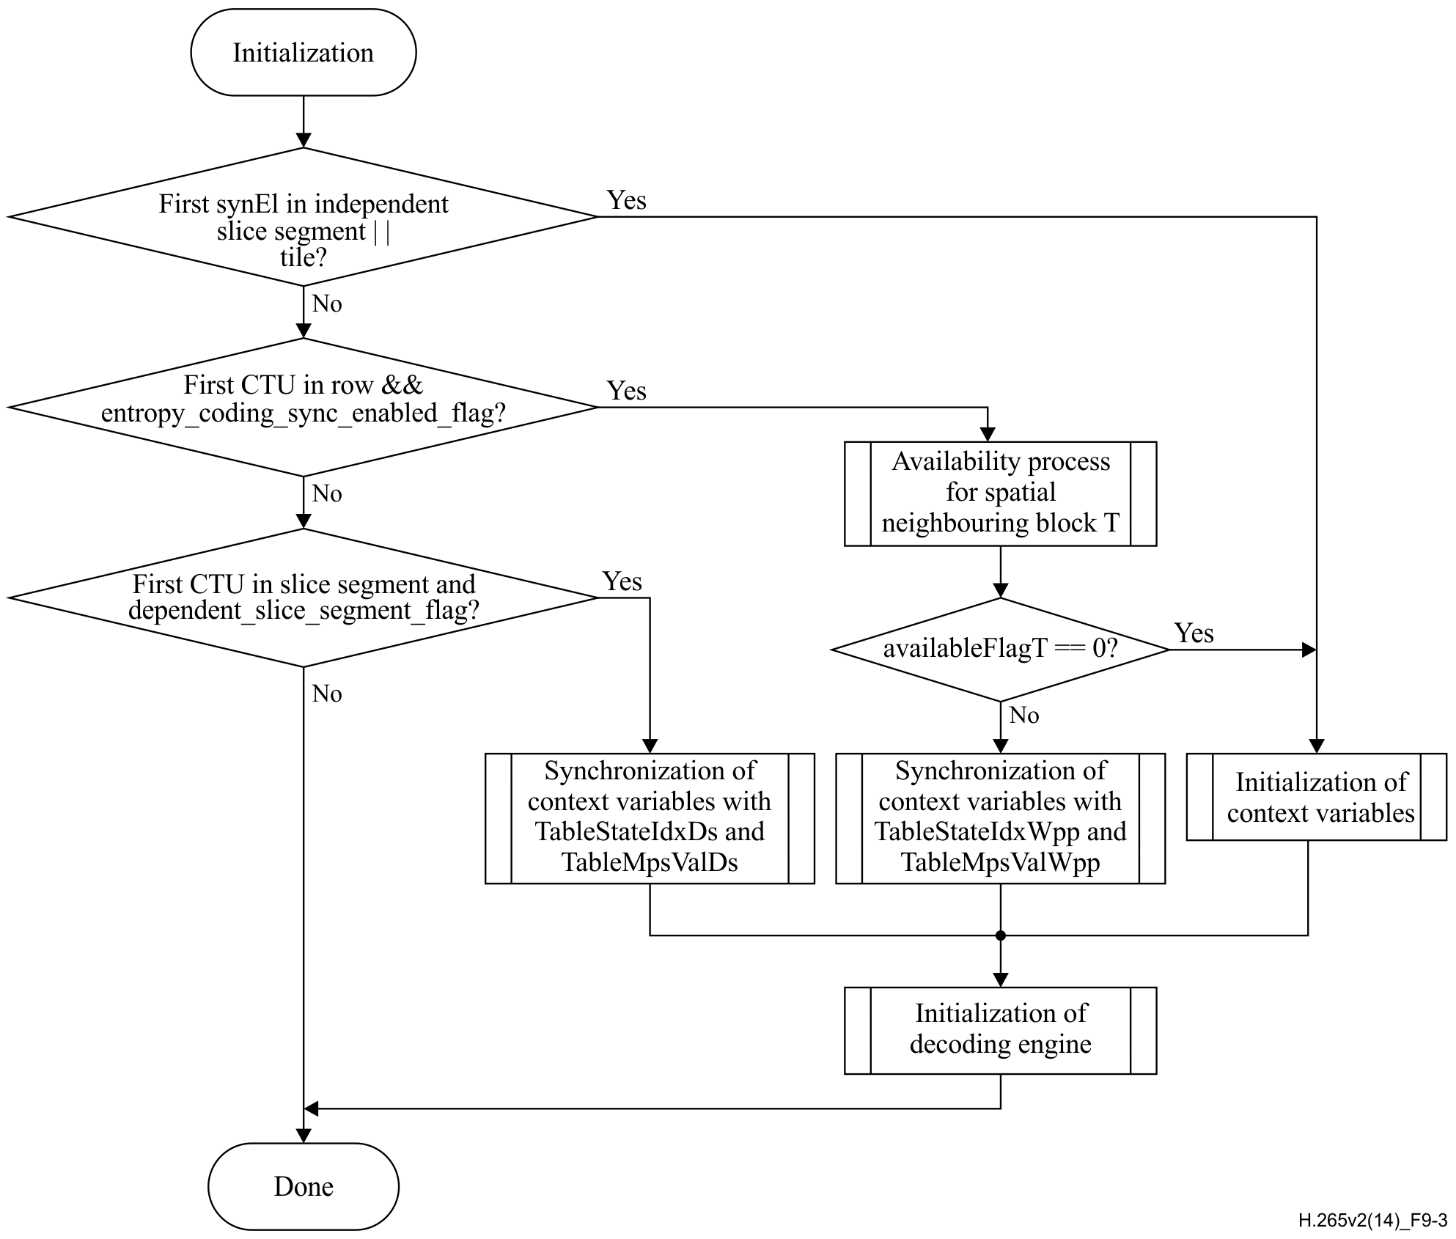 Initialization
First synEl in independent
slice segment | |
tile?
Yes
No
First CTU in row &&
entropy_coding_sync_enabled_flag?
Yes
No
Availability process
for spatial
neighbouring block T
First CTU in slice segment and
dependent_slice_segment_flag?
Yes
No
availableFlagT == 0?
Yes
No
Synchronization of
context variables with
TableStateIdxDs and
TableMpsValDs
Synchronization of
context variables with
TableStateIdxWpp and
TableMpsValWpp
Initialization of
context variables
Initialization of
decoding engine
Done
H.265v2(14)_F9-3